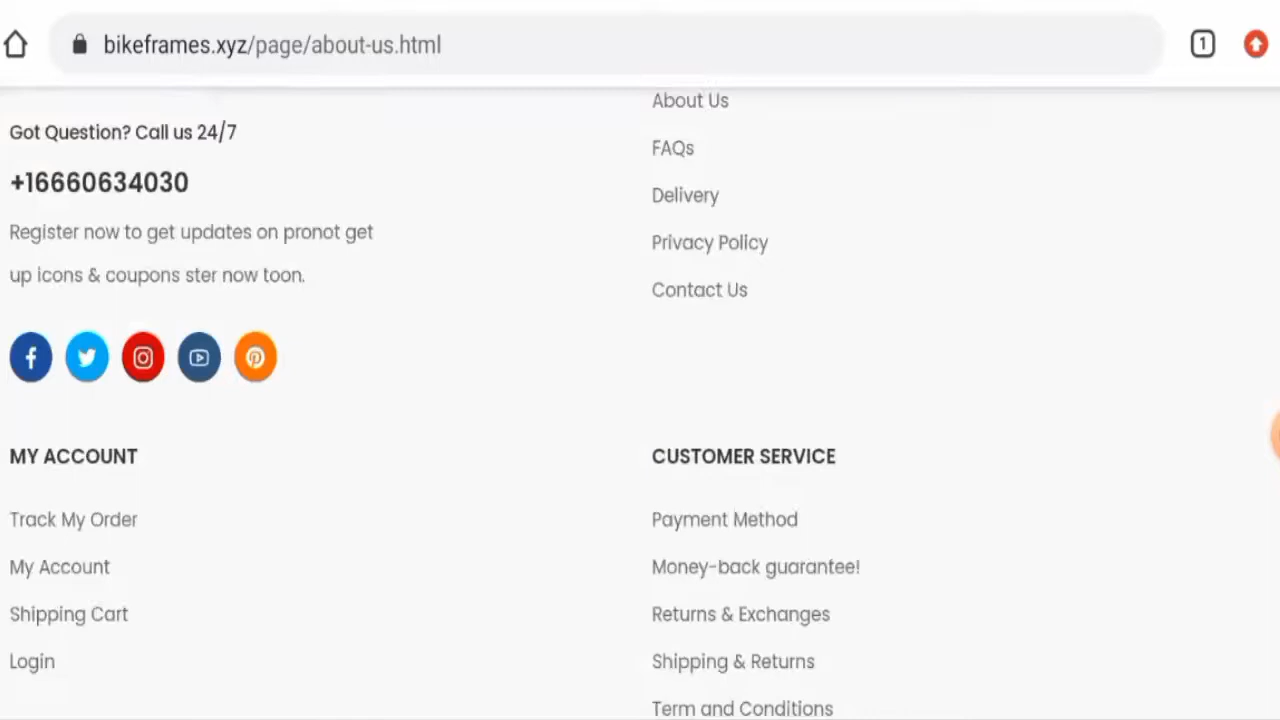 bikeframes.xyz/page/about-us.html
1
Got Question? Call us 24/7
+16660634030
Register now to get updates on pronot get
up icons & coupons ster now toon.
About Us
FAQs
Delivery
Privacy Policy
Contact Us
MY ACCOUNT
Track My Order
My Account
Shipping Cart
Login
CUSTOMER SERVICE
Payment Method
Money-back guarantee!
Returns & Exchanges
Shipping & Returns
Term and Conditions